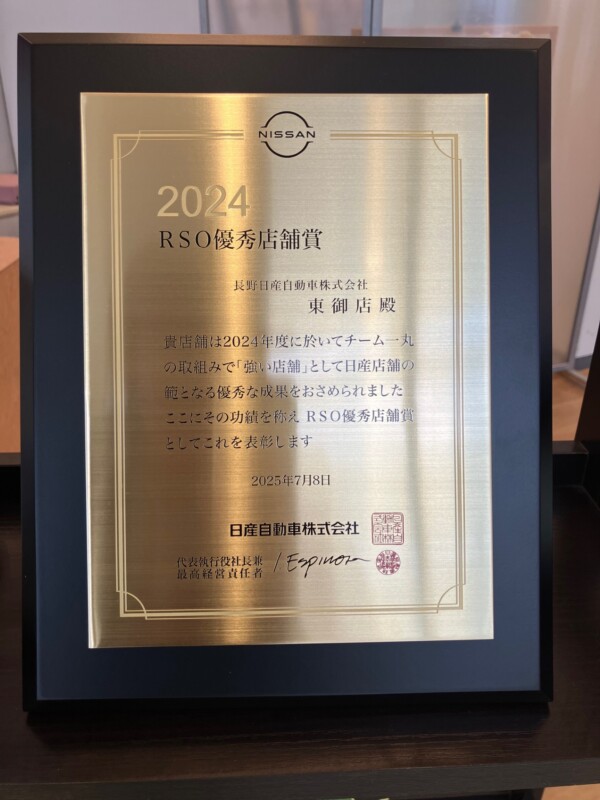 NISSAN
2024
RSO優秀店舗賞
長野日産自動車株式会社
東御店殿
貴店舗は2024年度に於いてチーム一丸
の取組みで「強い店舗」として日産店舗の
範となる優秀な成果をおさめられました
ここにその功績を称え RSO優秀店舗賞
としてこれを表彰します
2025年7月8日
日産自動車株式会社
代表執行役社長兼
最高経営責任者
I Espinosa